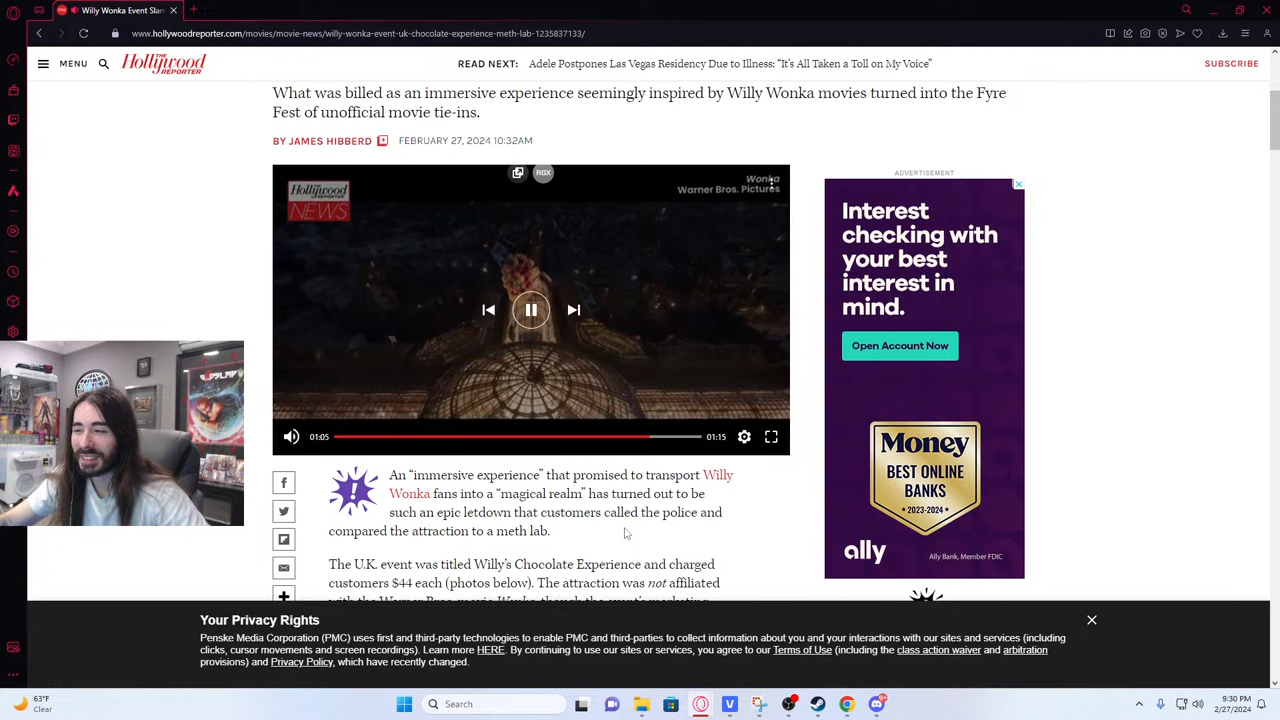 Willy Wonka Event Slam
www.hollywoodreporter.com/movies/movie-news/willy-wonka-event-uk-chocolate-experience-meth-lab-1235837133/
MENU
THE Hollywood REPORTER
READ NEXT: Adele Postpones Las Vegas Residency Due to Illness: “It’s All Taken a Toll on My Voice”
SUBSCRIBE
What was billed as an immersive experience seemingly inspired by Willy Wonka movies turned into the Fyre
Fest of unofficial movie tie-ins.
BY JAMES HIBBERD
FEBRUARY 27, 2024 10:32AM
Hollywood
NEWS
RGX
Wonka
Warner Bros. Pictures
01:05
01:15
ADVERTISEMENT
Interest
checking with
your best
interest in
mind.
Open Account Now
Money
BEST ONLINE
BANKS
2023-2024
ally
Ally Bank, Member FDIC
An “immersive experience” that promised to transport Willy
Wonka fans into a “magical realm” has turned out to be
such an epic letdown that customers called the police and
compared the attraction to a meth lab.
The U.K. event was titled Willy’s Chocolate Experience and charged
customers $44 each (photos below). The attraction was not affiliated
Your Privacy Rights
Penske Media Corporation (PMC) uses first and third-party technologies to enable PMC and third-parties to collect information about you and your interactions with our sites and services (including
clicks, cursor movements and screen recordings). Learn more HERE. By continuing to use our sites or services, you agree to our Terms of Use (including the class action waiver and arbitration
provisions) and Privacy Policy, which have recently changed.
63°F
Clear
Search
9:30 PM
2/27/2024